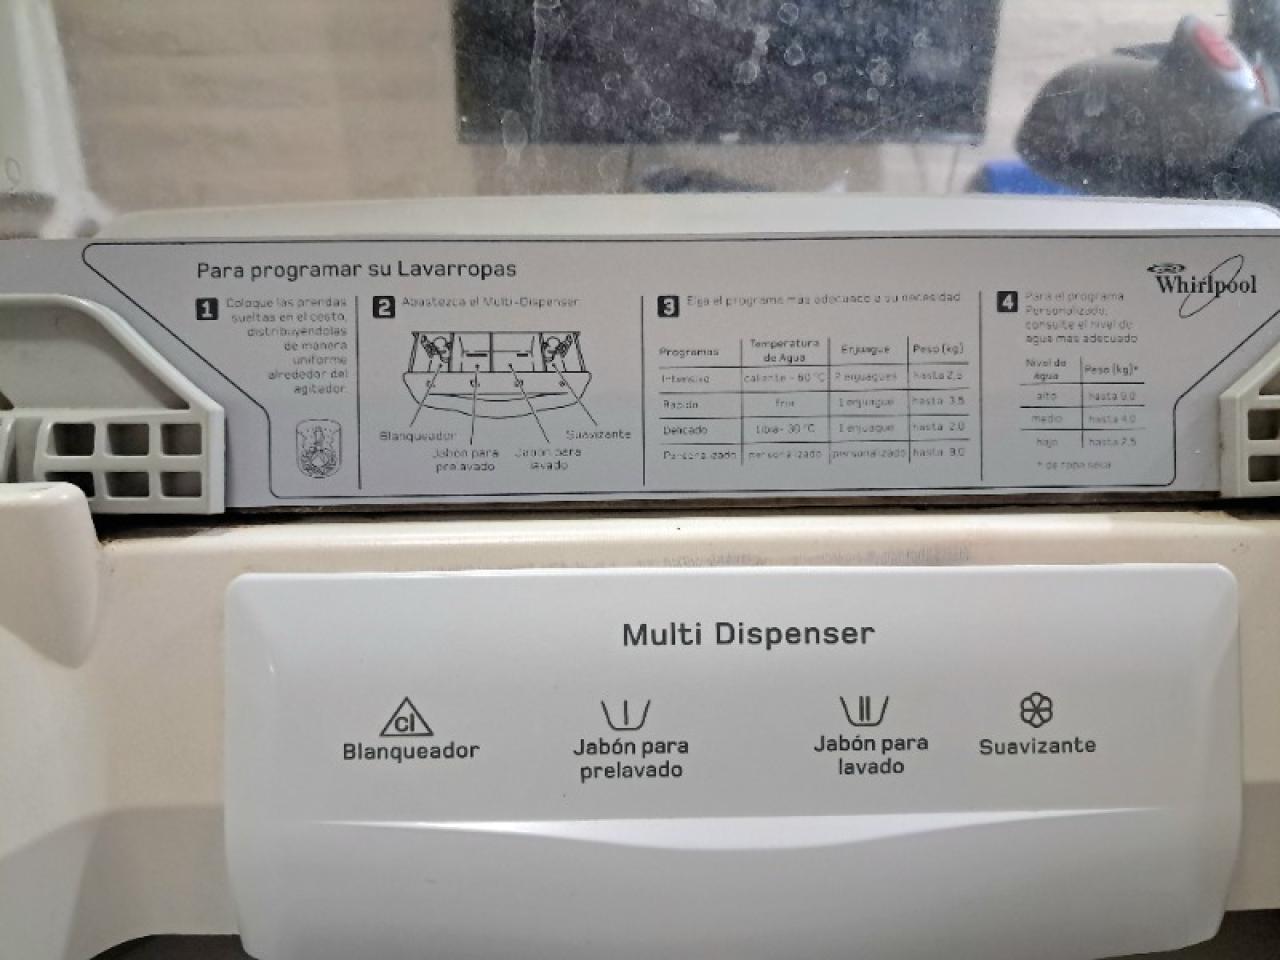 Para programar su Lavarropas
Whirlpool
1
Coloque las prendas
sueltas en el cesto,
distribuyéndolas
de manera
uniforme
alrededor del
agitador.
2 Abastezca el Multi-Dispenser
Blanqueador
Jabón para
prelavado
Jabón para
lavado
Suavizante
3 Elija el programa mas adecuado a su necesidad
Programas Temperatura de Agua Enjuague Peso (kg)
Intensivo caliente - 60 °C 2 enjuagues hasta 2,5
Rapido fria 1 enjuague hasta 3,5
Delicado tibia- 30 °C 1 enjuague hasta 2,0
Personalizado personalizado personalizado hasta
4 Para el programa
Personalizado,
consulte el nivel de
agua mas adecuado
Nivel de agua Peso (kg)*
alto hasta
medio hasta 4,0
bajo hasta 2,5
* de ropa seca
Multi Dispenser
Cl
Blanqueador
Jabón para
prelavado
Jabón para
lavado
Suavizante